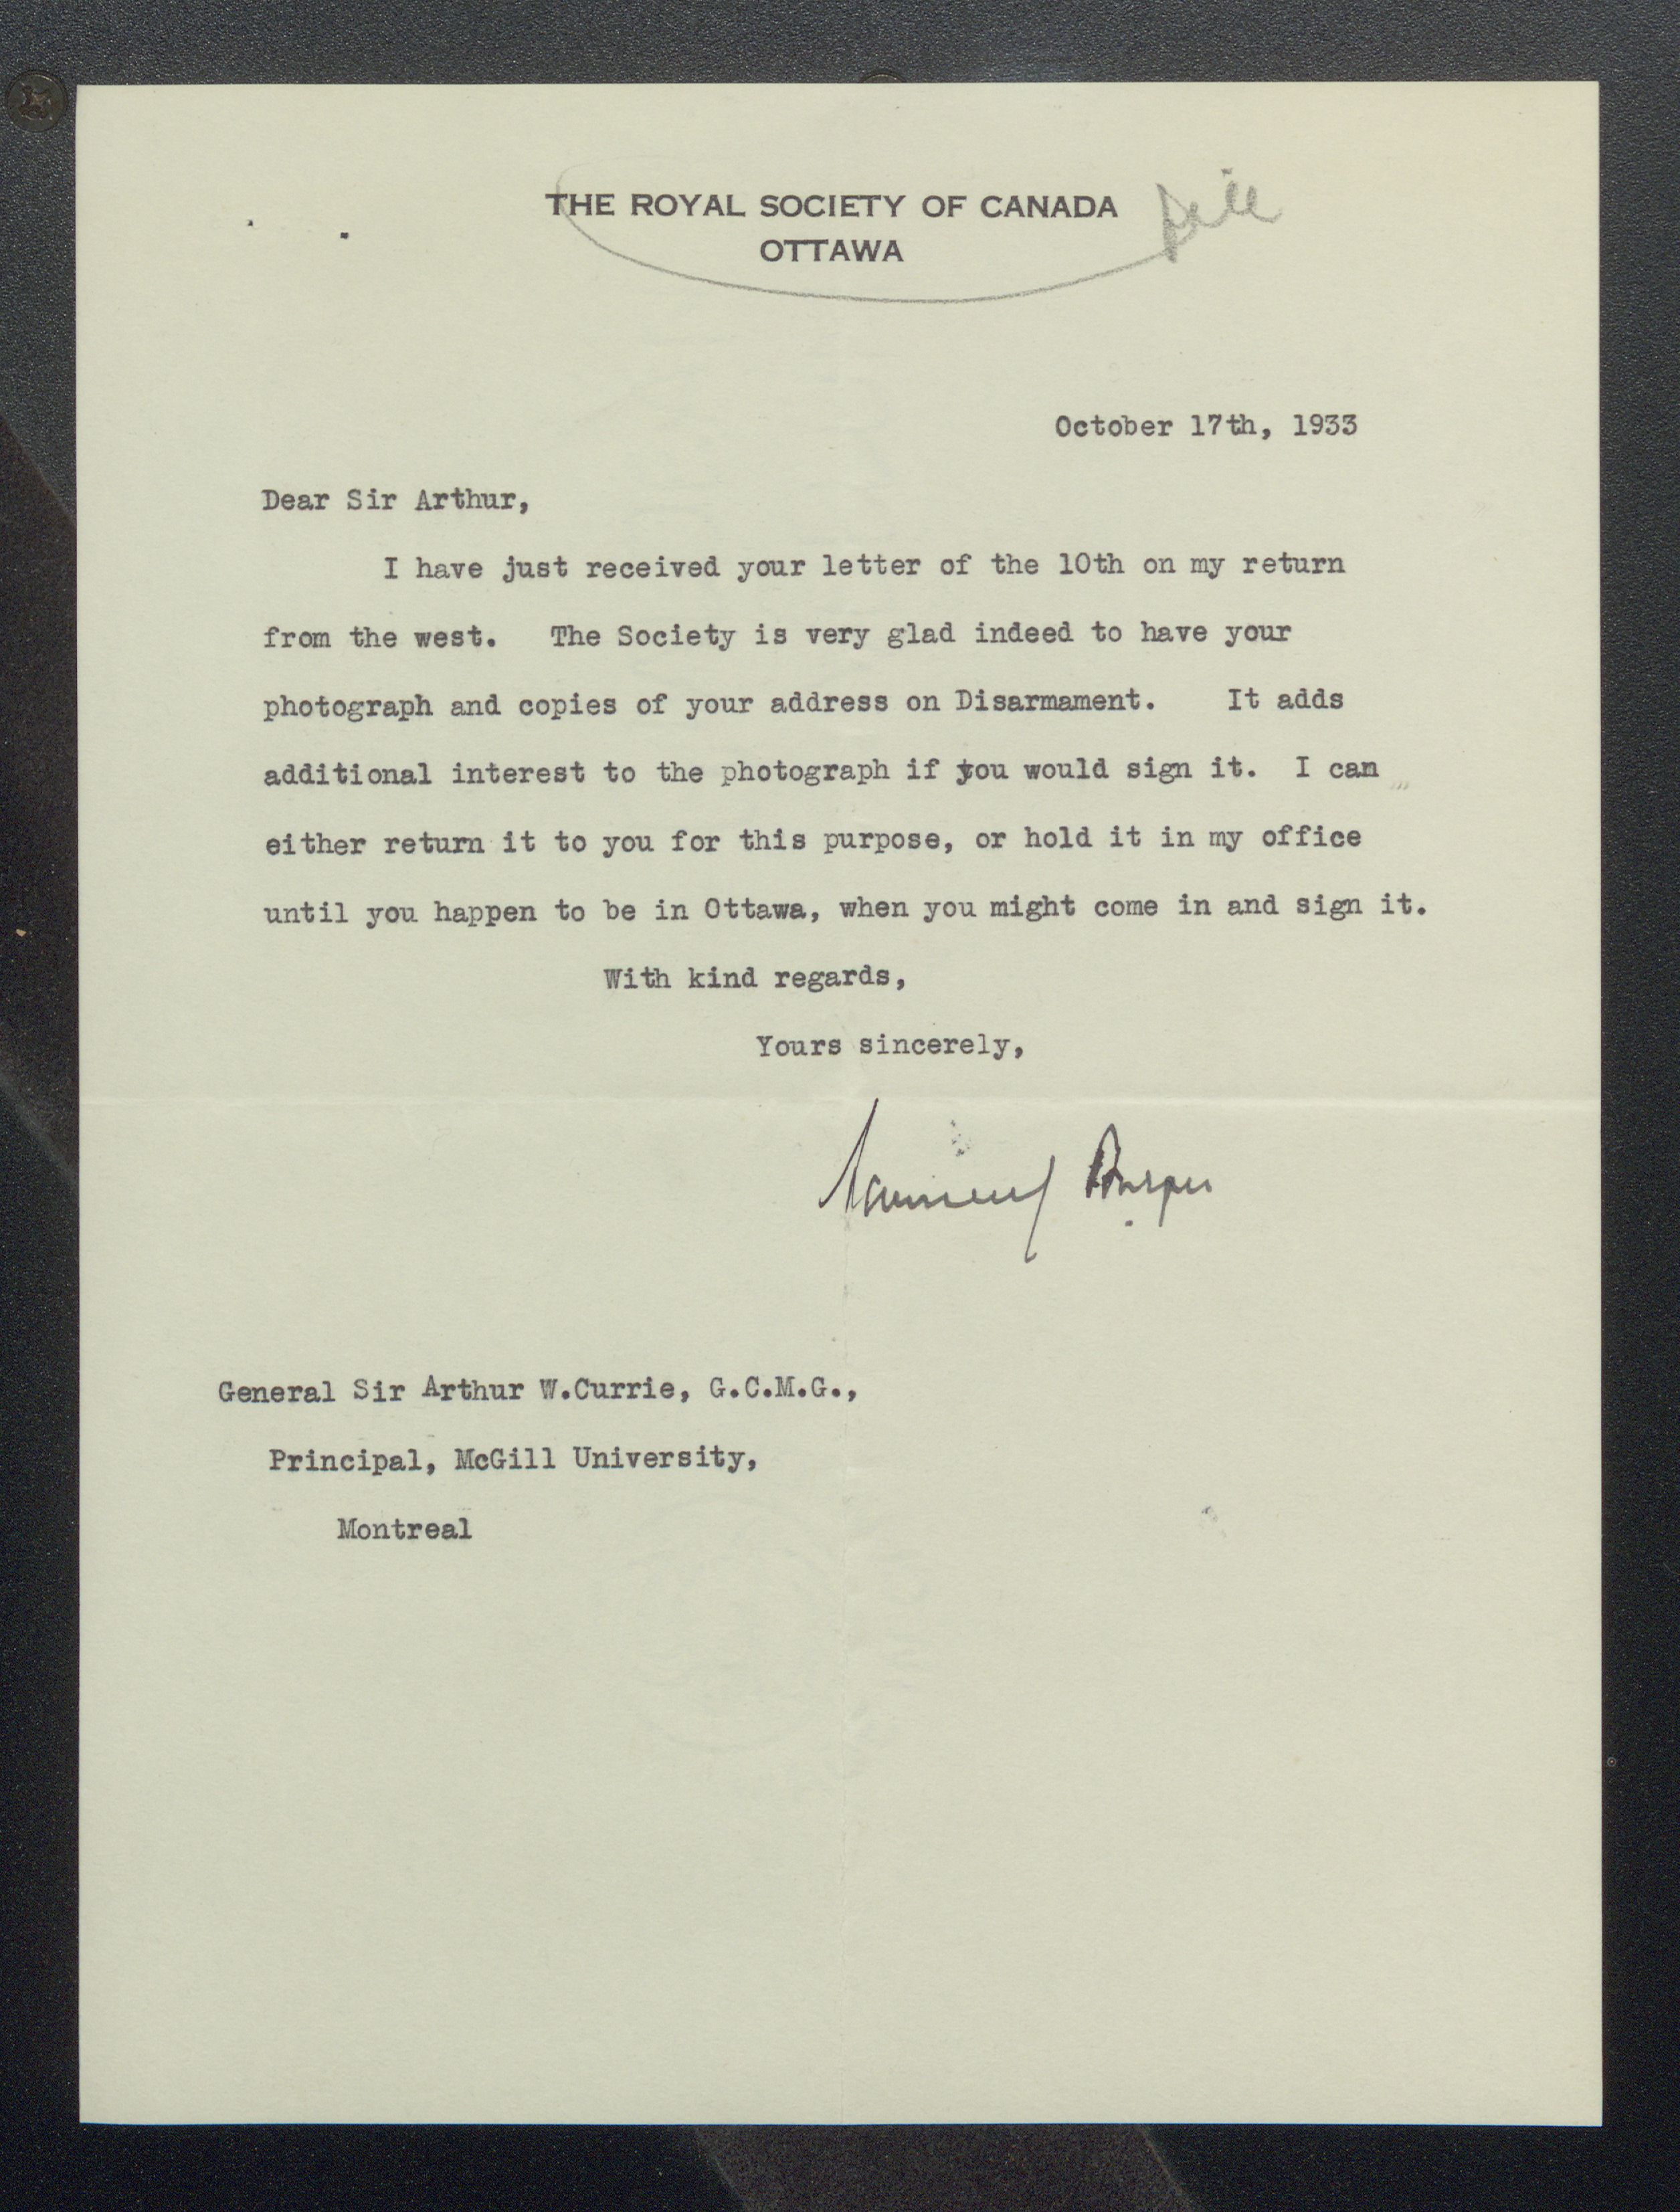 THE ROYAL SOCIETY OF CANADA
OTTAWA
file
October 17th, 1933
Dear Sir Arthur,
I have just received your letter of the 10th on my return
from the west. The Society is very glad indeed to have your
photograph and copies of your address on Disarmament. It adds
additional interest to the photograph if you would sign it. I can
either return it to you for this purpose, or hold it in my office
until you happen to be in Ottawa, when you might come in and sign it.
With kind regards,
Yours sincerely,
Lawrence J Burpee
General Sir Arthur W.Currie, G.C.M.G.,
Principal, McGill University,
Montreal